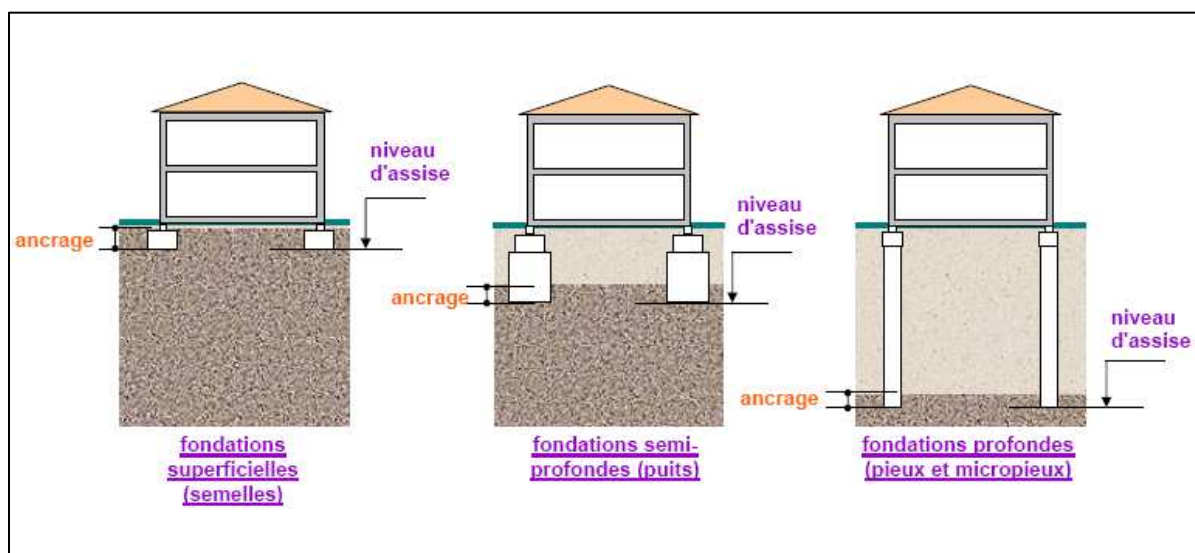 niveau
d'assise
ancrage
fondations
superficielles
(semelles)
niveau
d'assise
ancrage
fondations semi-
profondes (puits)
niveau
d'assise
ancrage
fondations profondes
(pieux et micropieux)